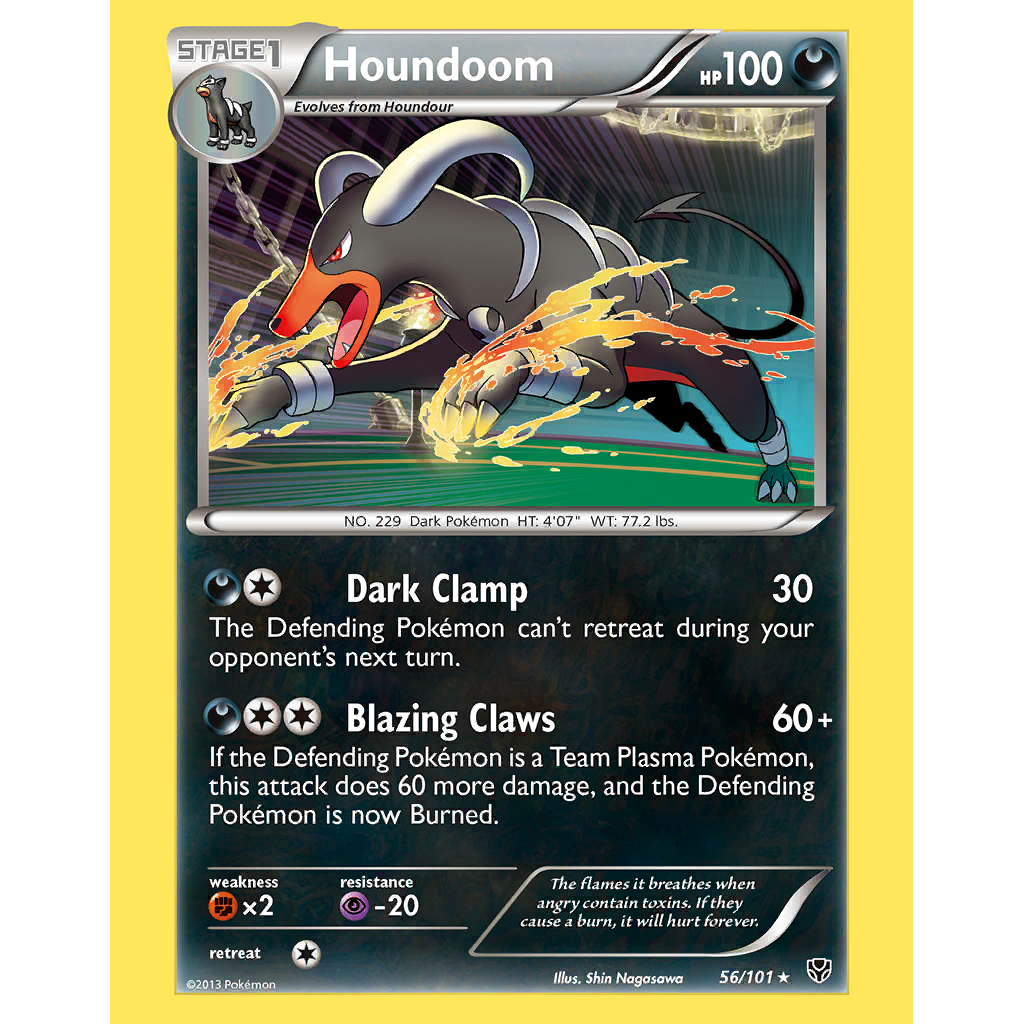 STAGE1
Houndoom
HP100
Evolves from Houndour
NO. 229 Dark Pokémon HT: 4'07" WT: 77.2 lbs.
Dark Clamp 30
The Defending Pokémon can't retreat during your
opponent's next turn.
Blazing Claws 60+
If the Defending Pokémon is a Team Plasma Pokémon,
this attack does 60 more damage, and the Defending
Pokémon is now Burned.
weakness
×2
resistance
-20
retreat
The flames it breathes when
angry contain toxins. If they
cause a burn, it will hurt forever.
Illus. Shin Nagasawa
56/101 ★
©2013 Pokémon